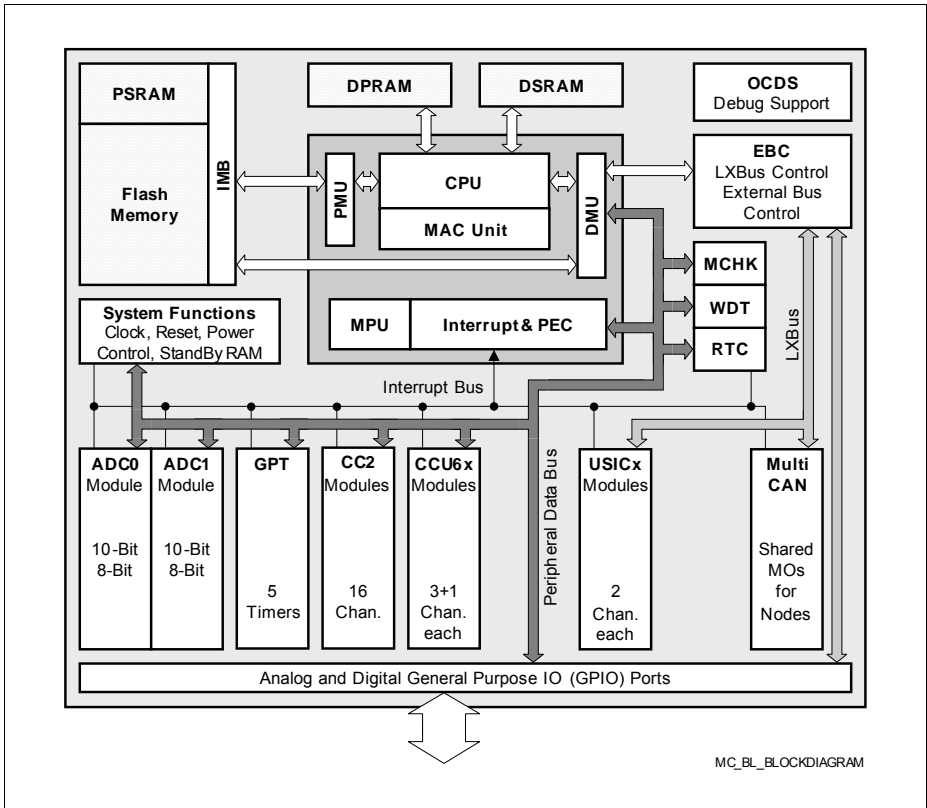 PSRAM
Flash
Memory
IMB
DPRAM
DSRAM
OCDS
Debug Support
EBC
LXBus Control
External Bus
Control
PMU
CPU
MAC Unit
DMU
MCHK
WDT
RTC
LXBus
System Functions
Clock, Reset, Power
Control, StandBy RAM
MPU
Interrupt & PEC
Interrupt Bus
ADC0
Module
10-Bit
8-Bit
ADC1
Module
10-Bit
8-Bit
GPT
5
Timers
CC2
Modules
16
Chan.
CCU6x
Modules
3+1
Chan.
each
Peripheral Data Bus
USICx
Modules
2
Chan.
each
Multi
CAN
Shared
MOs
for
Nodes
Analog and Digital General Purpose IO (GPIO) Ports
MC_BL_BLOCKDIAGRAM